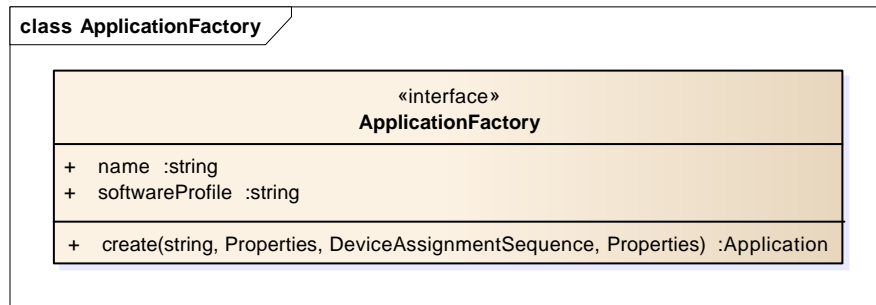 class ApplicationFactory
«interface»
ApplicationFactory
+ name :string
+ softwareProfile :string
+ create(string, Properties, DeviceAssignmentSequence, Properties) :Application